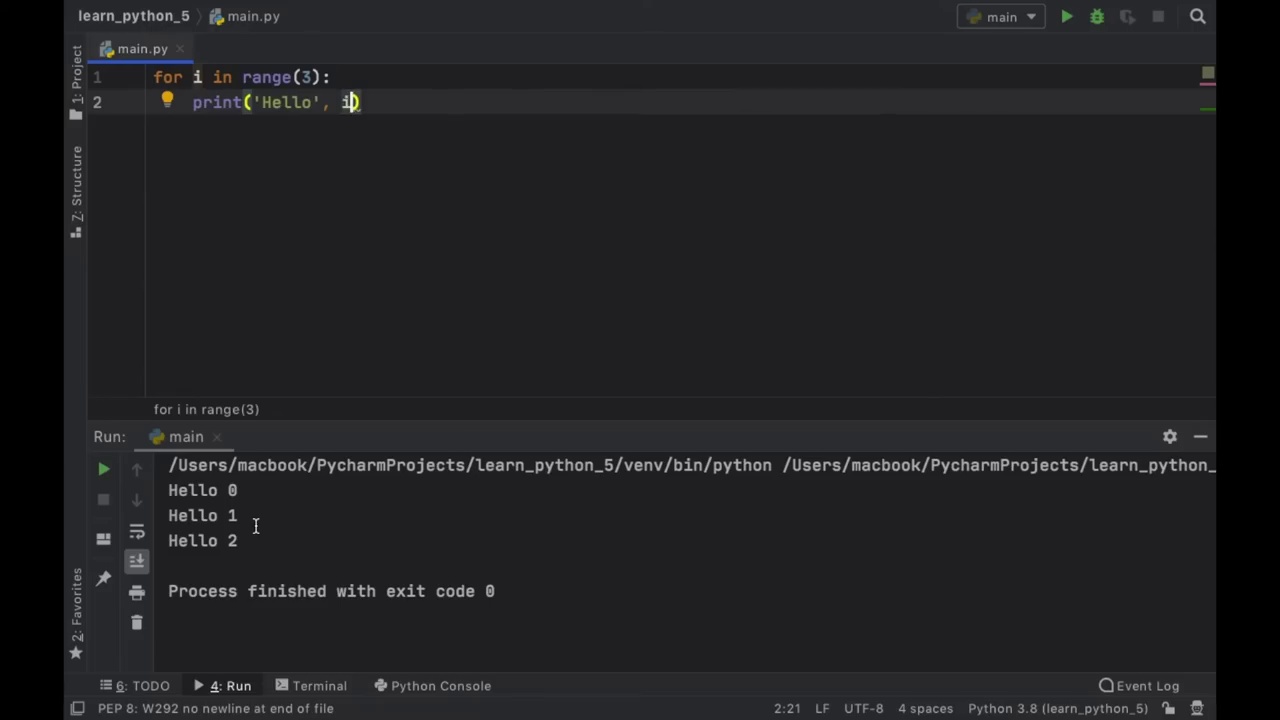 learn_python_5 main.py main
main.py
1 for i in range(3):
2 print('Hello', i)
for i in range(3)
1: Project
7: Structure
2: Favorites
Run: main
/Users/macbook/PycharmProjects/learn_python_5/venv/bin/python /Users/macbook/PycharmProjects/learn_python_
Hello 0
Hello 1
Hello 2
Process finished with exit code 0
6: TODO 4: Run Terminal Python Console Event Log
PEP 8: W292 no newline at end of file 2:21 LF UTF-8 4 spaces Python 3.8 (learn_python_5)